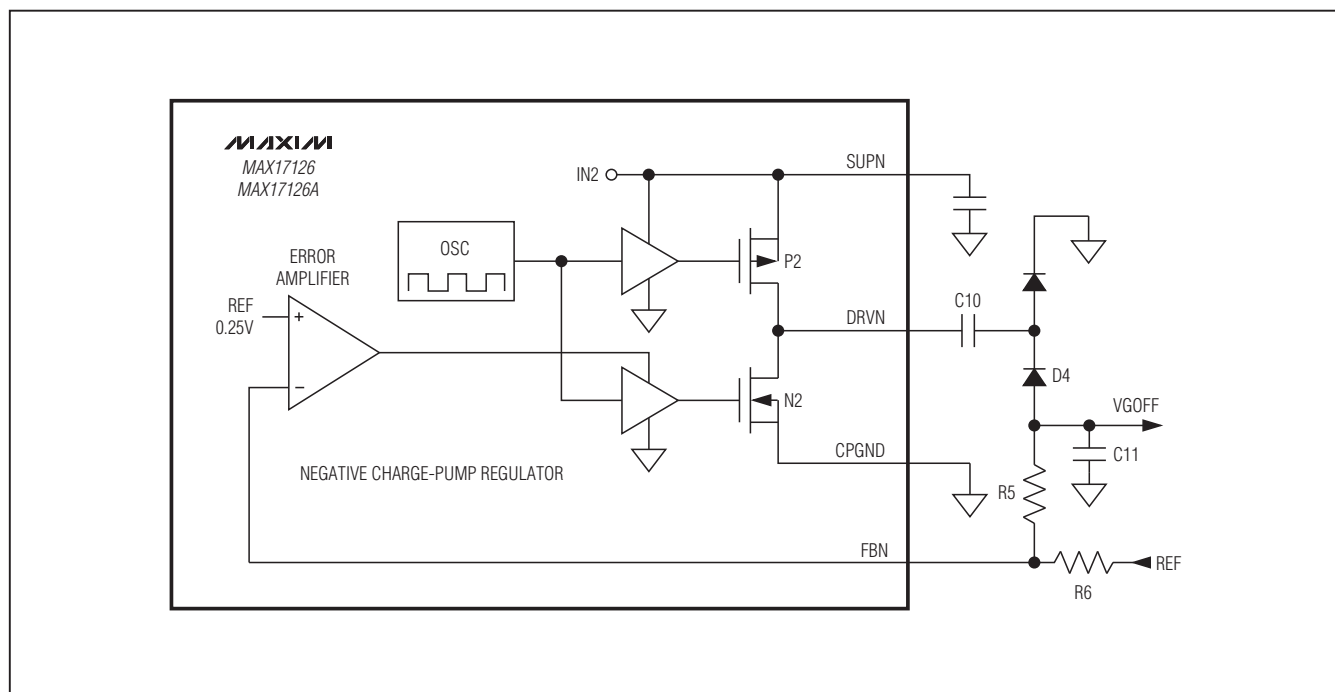 MAXIM
MAX17126
MAX17126A
IN2
SUPN
OSC
P2
ERROR
AMPLIFIER
REF
0.25V
+
−
C10
DRVN
D4
N2
VGOFF
C11
CPGND
NEGATIVE CHARGE-PUMP REGULATOR
R5
FBN
REF
R6